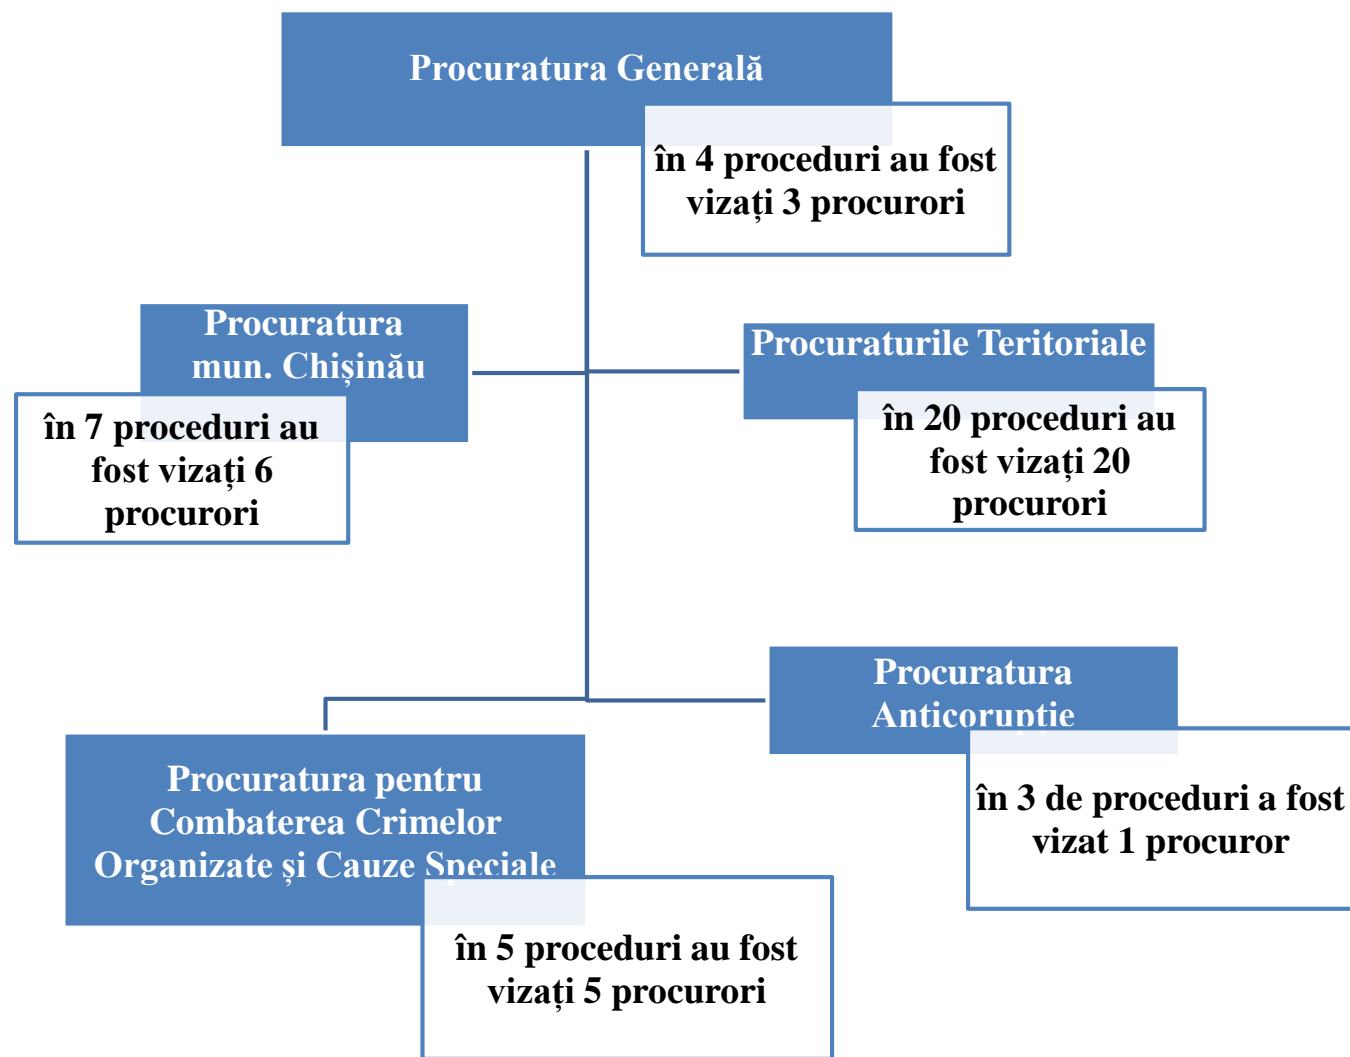 Procuratura Generală
în 4 proceduri au fost
vizați 3 procurori
Procuratura
mun. Chișinău
în 7 proceduri au
fost vizați 6
procurori
Procuraturile Teritoriale
în 20 proceduri au
fost vizați 20
procurori
Procuratura pentru
Combaterea Crimelor
Organizate și Cauze Speciale
în 5 proceduri au fost
vizați 5 procurori
Procuratura
Anticorupție
în 3 de proceduri a fost
vizat 1 procuror